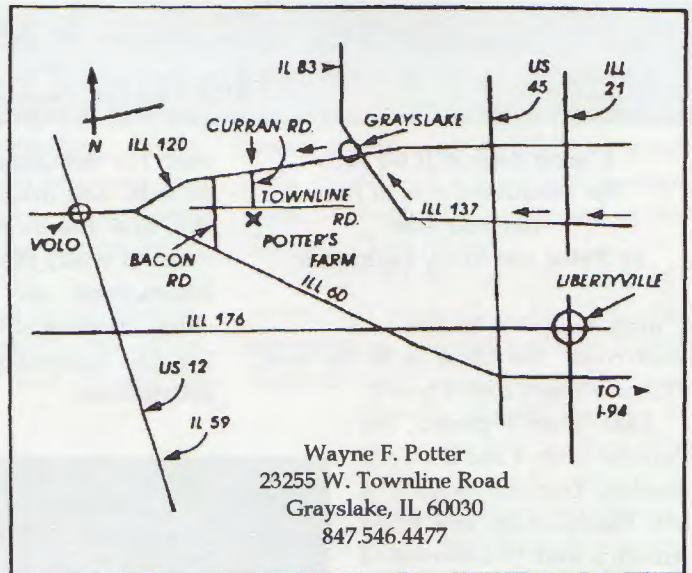 IL 83
US
45
ILL
21
N
ILL 120
CURRAN RD.
GRAYSLAKE
TOWNLINE
RD.
ILL 137
VOLO
BACON
RD
POTTER'S
FARM
ILL 60
LIBERTYVILLE
ILL 176
US 12
IL 59
TO
I-94
Wayne F. Potter
23255 W. Townline Road
Grayslake, IL 60030
847.546.4477